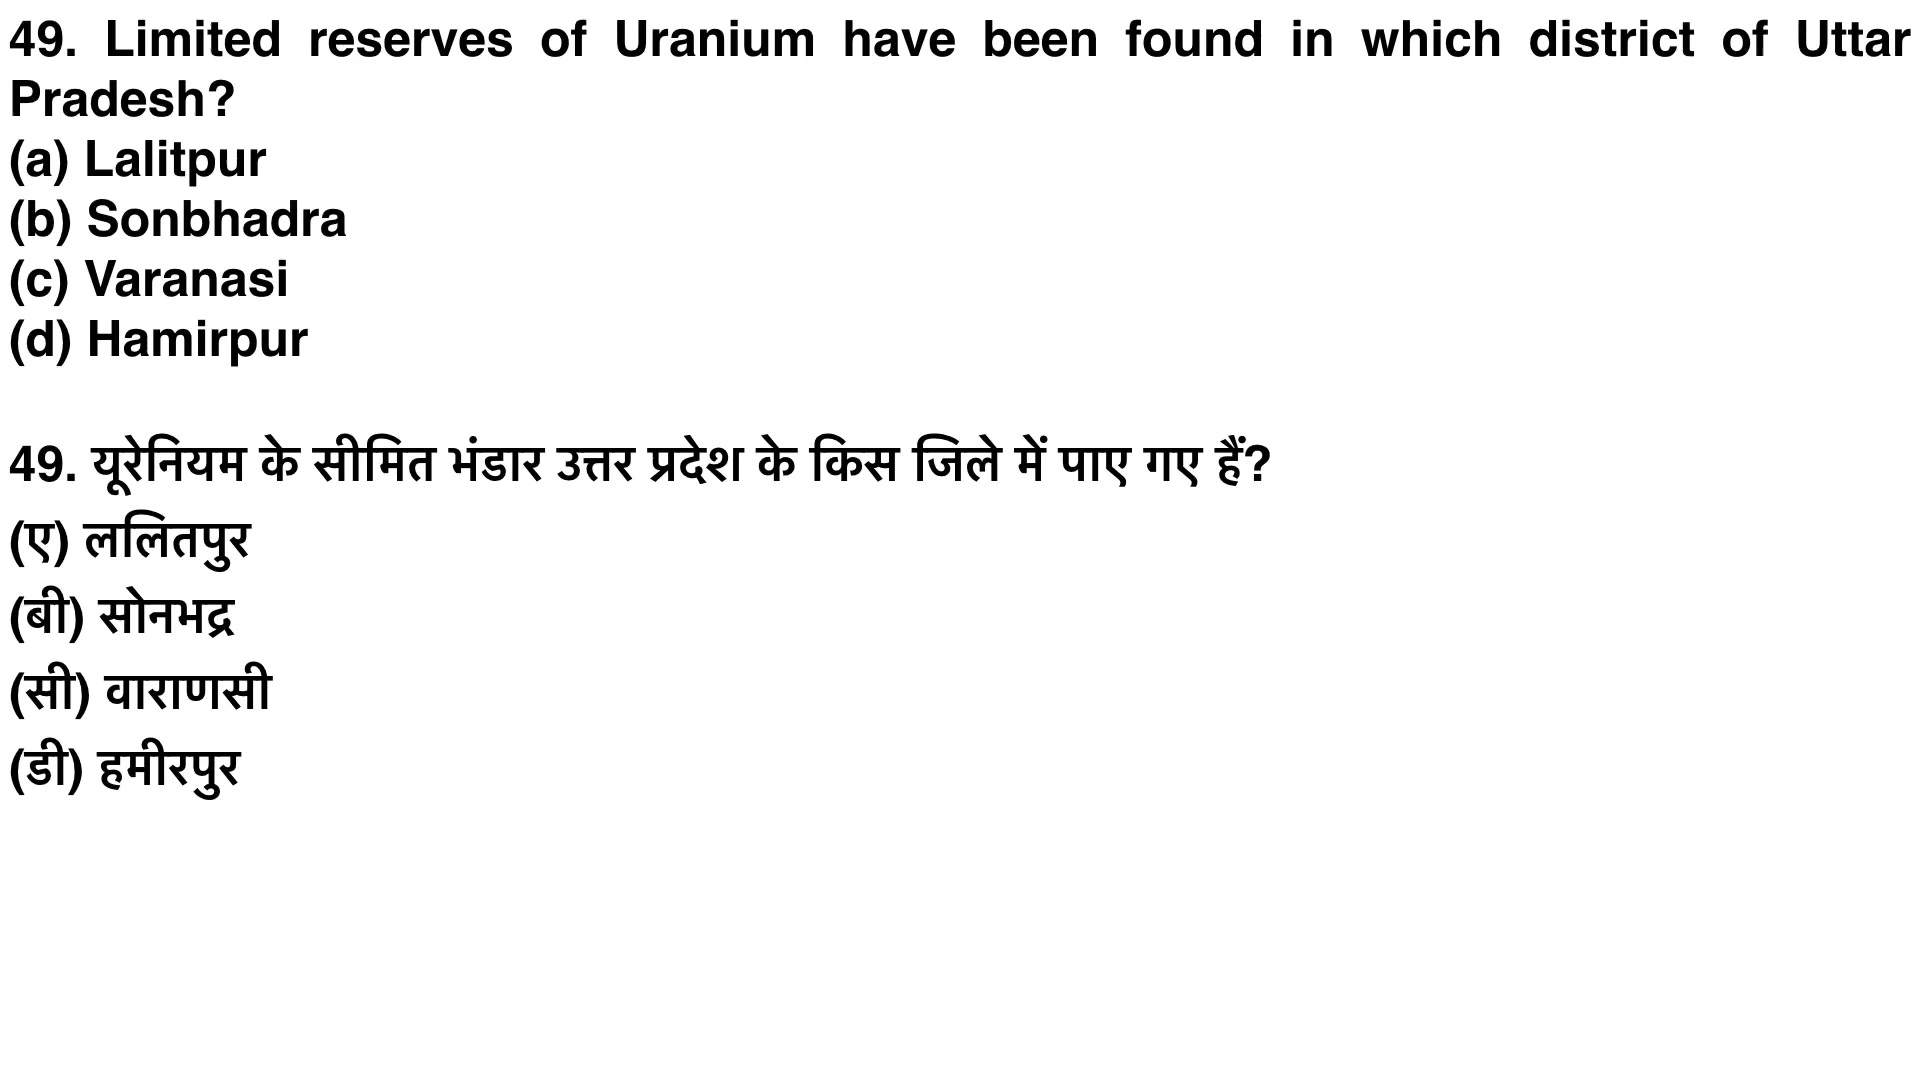 49. Limited reserves of Uranium have been found in which district of Uttar
Pradesh?
(a) Lalitpur
(b) Sonbhadra
(c) Varanasi
(d) Hamirpur
49. यूरेनियम के सीमित भंडार उत्तर प्रदेश के किस जिले में पाए गए हैं?
(ए) ललितपुर
(बी) सोनभद्र
(सी) वाराणसी
(डी) हमीरपुर